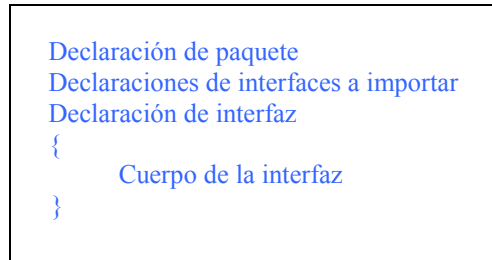 Declaración de paquete
Declaraciones de interfaces a importar
Declaración de interfaz
{
Cuerpo de la interfaz
}